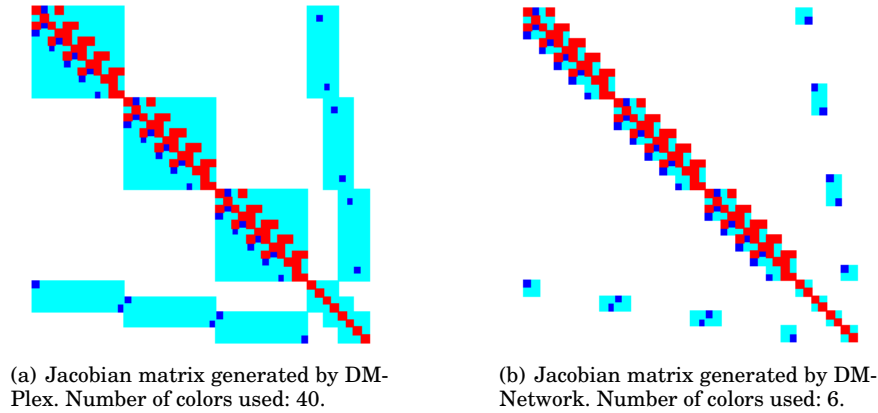 (a) Jacobian matrix generated by DM-
Plex. Number of colors used: 40.
(b) Jacobian matrix generated by DM-
Network. Number of colors used: 6.